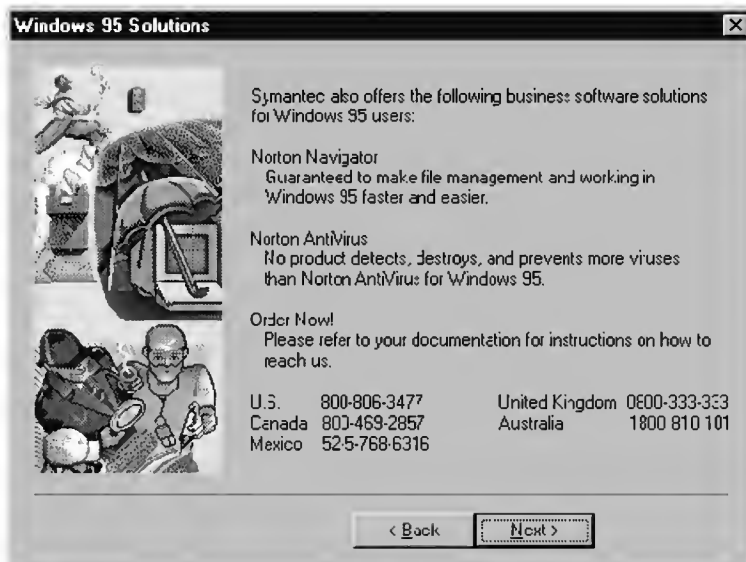 Windows 95 Solutions
Symantec also offers the following business software solutions
for Windows 95 users:
Norton Navigator
Guaranteed to make file management and working in
Windows 95 faster and easier.
Norton AntiVirus
No product detects, destroys, and prevents more viruses
than Norton AntiVirus for Windows 95.
Order Now!
Please refer to your documentation for instructions on how to
reach us.
U.S. 800-806-3477 United Kingdom 0800-333-333
Canada 800-469-2857 Australia 1800 810 101
Mexico 52-5-768-6316
< Back Next >